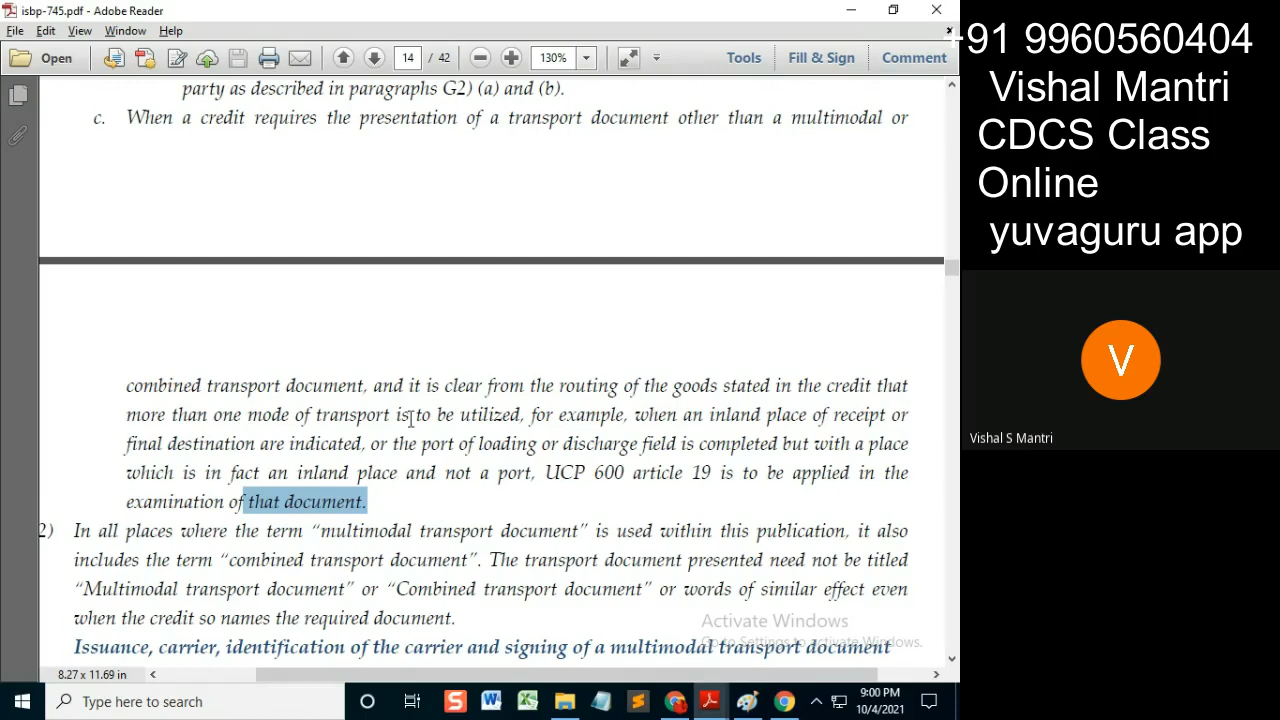 isbp-745.pdf - Adobe Reader
File Edit View Window Help
Open 14 / 42 130% Tools Fill & Sign Comment
party as described in paragraphs G2) (a) and (b).
c. When a credit requires the presentation of a transport document other than a multimodal or
combined transport document, and it is clear from the routing of the goods stated in the credit that
more than one mode of transport is to be utilized, for example, when an inland place of receipt or
final destination are indicated, or the port of loading or discharge field is completed but with a place
which is in fact an inland place and not a port, UCP 600 article 19 is to be applied in the
examination of that document.
2) In all places where the term “multimodal transport document” is used within this publication, it also
includes the term “combined transport document”. The transport document presented need not be titled
“Multimodal transport document” or “Combined transport document” or words of similar effect even
when the credit so names the required document.
Activate Windows
Go to Settings to activate Windows.
Issuance, carrier, identification of the carrier and signing of a multimodal transport document
8.27 x 11.69 in
Type here to search
9:00 PM
10/4/2021
+91 9960560404
Vishal Mantri
CDCS Class
Online
yuvaguru app
V
Vishal S Mantri